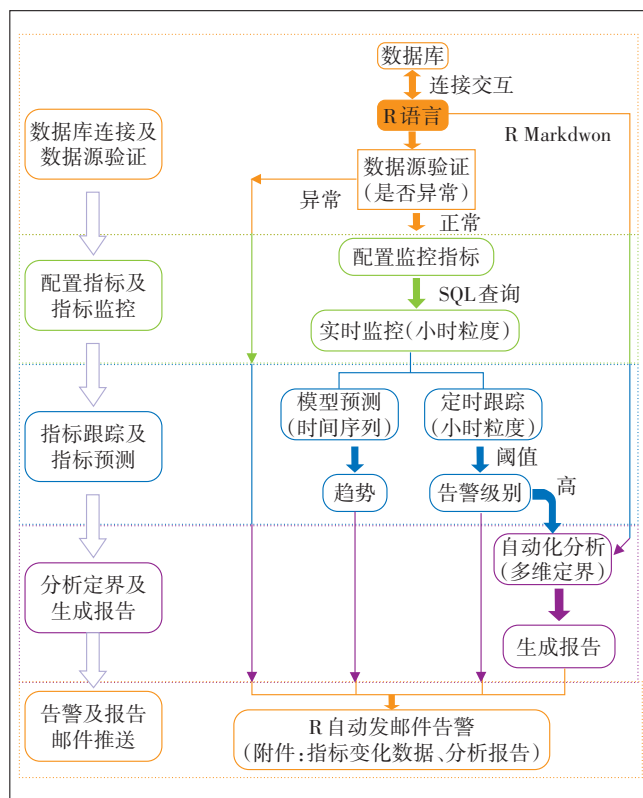 数据库
连接交互
R语言
R Markdwon
数据库连接及
数据源验证
数据源验证
(是否异常)
异常
正常
配置监控指标
SQL查询
配置指标及
指标监控
实时监控(小时粒度)
模型预测
(时间序列)
定时跟踪
(小时粒度)
指标跟踪及
指标预测
阈值
趋势
告警级别
高
自动化分析
(多维定界)
分析定界及
生成报告
生成报告
告警及报告
邮件推送
R自动发邮件告警
(附件:指标变化数据、分析报告)